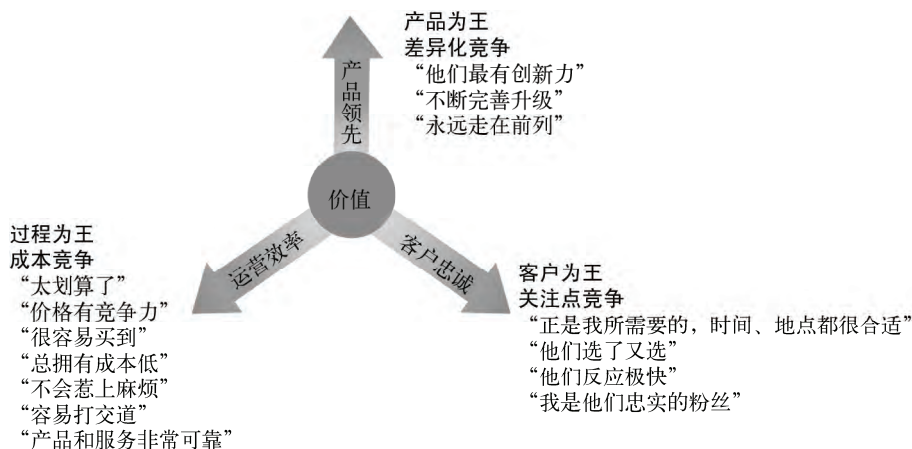 产品为王
差异化竞争
“他们最有创新力”
“不断完善升级”
“永远走在前列”
产品领先
价值
运营效率
客户忠诚
过程为王
成本竞争
“太划算了”
“价格有竞争力”
“很容易买到”
“总拥有成本低”
“不会惹上麻烦”
“容易打交道”
“产品和服务非常可靠”
客户为王
关注点竞争
“正是我所需要的，时间、地点都很合适”
“他们选了又选”
“他们反应极快”
“我是他们忠实的粉丝”